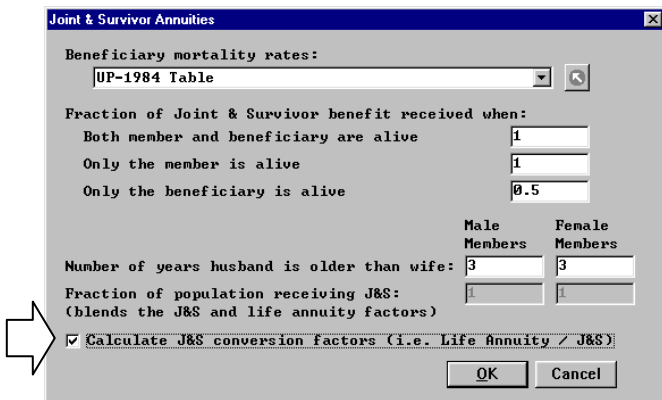 Joint & Survivor Annuities
Beneficiary mortality rates:
UP-1984 Table
Fraction of Joint & Survivor benefit received when:
Both member and beneficiary are alive 1
Only the member is alive 1
Only the beneficiary is alive 0.5
Male Female
Members Members
Number of years husband is older than wife: 3 3
Fraction of population receiving J&S: 1 1
(blends the J&S and life annuity factors)
Calculate J&S conversion factors (i.e. Life Annuity / J&S)
OK Cancel